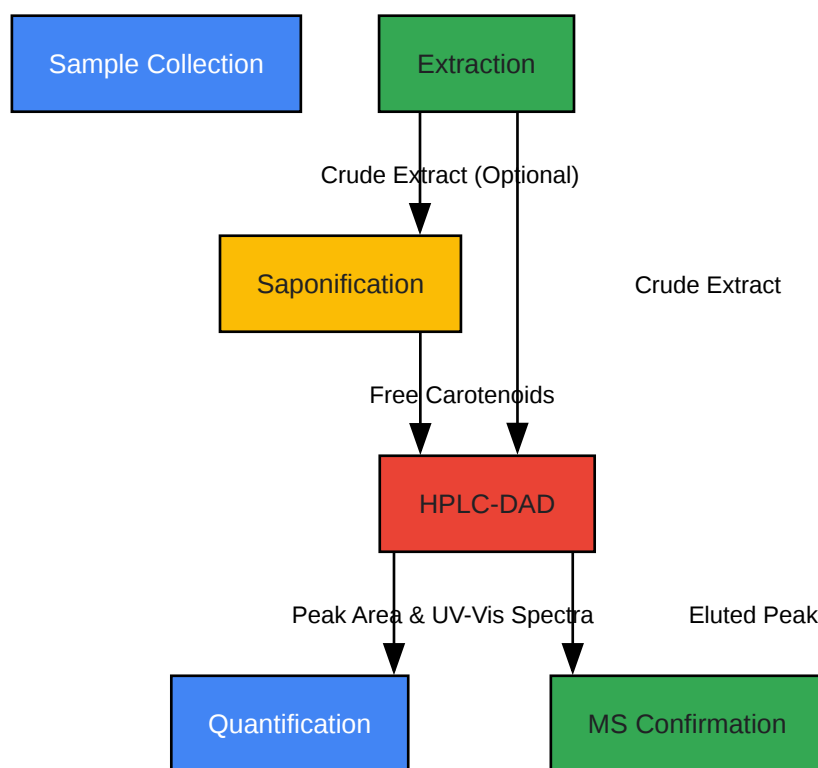 Sample Collection
Extraction
Crude Extract (Optional)
Saponification
Crude Extract
Free Carotenoids
HPLC-DAD
Peak Area & UV-Vis Spectra
Eluted Peak
Quantification
MS Confirmation